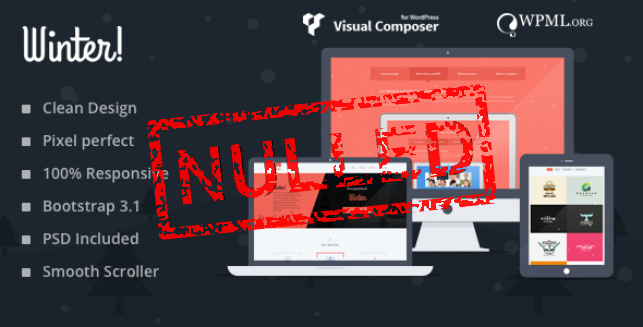 Winter!
for WordPress
Visual Composer
WPML.ORG
Clean Design
Pixel perfect
100% Responsive
Bootstrap 3.1
PSD Included
Smooth Scroller
NULLED